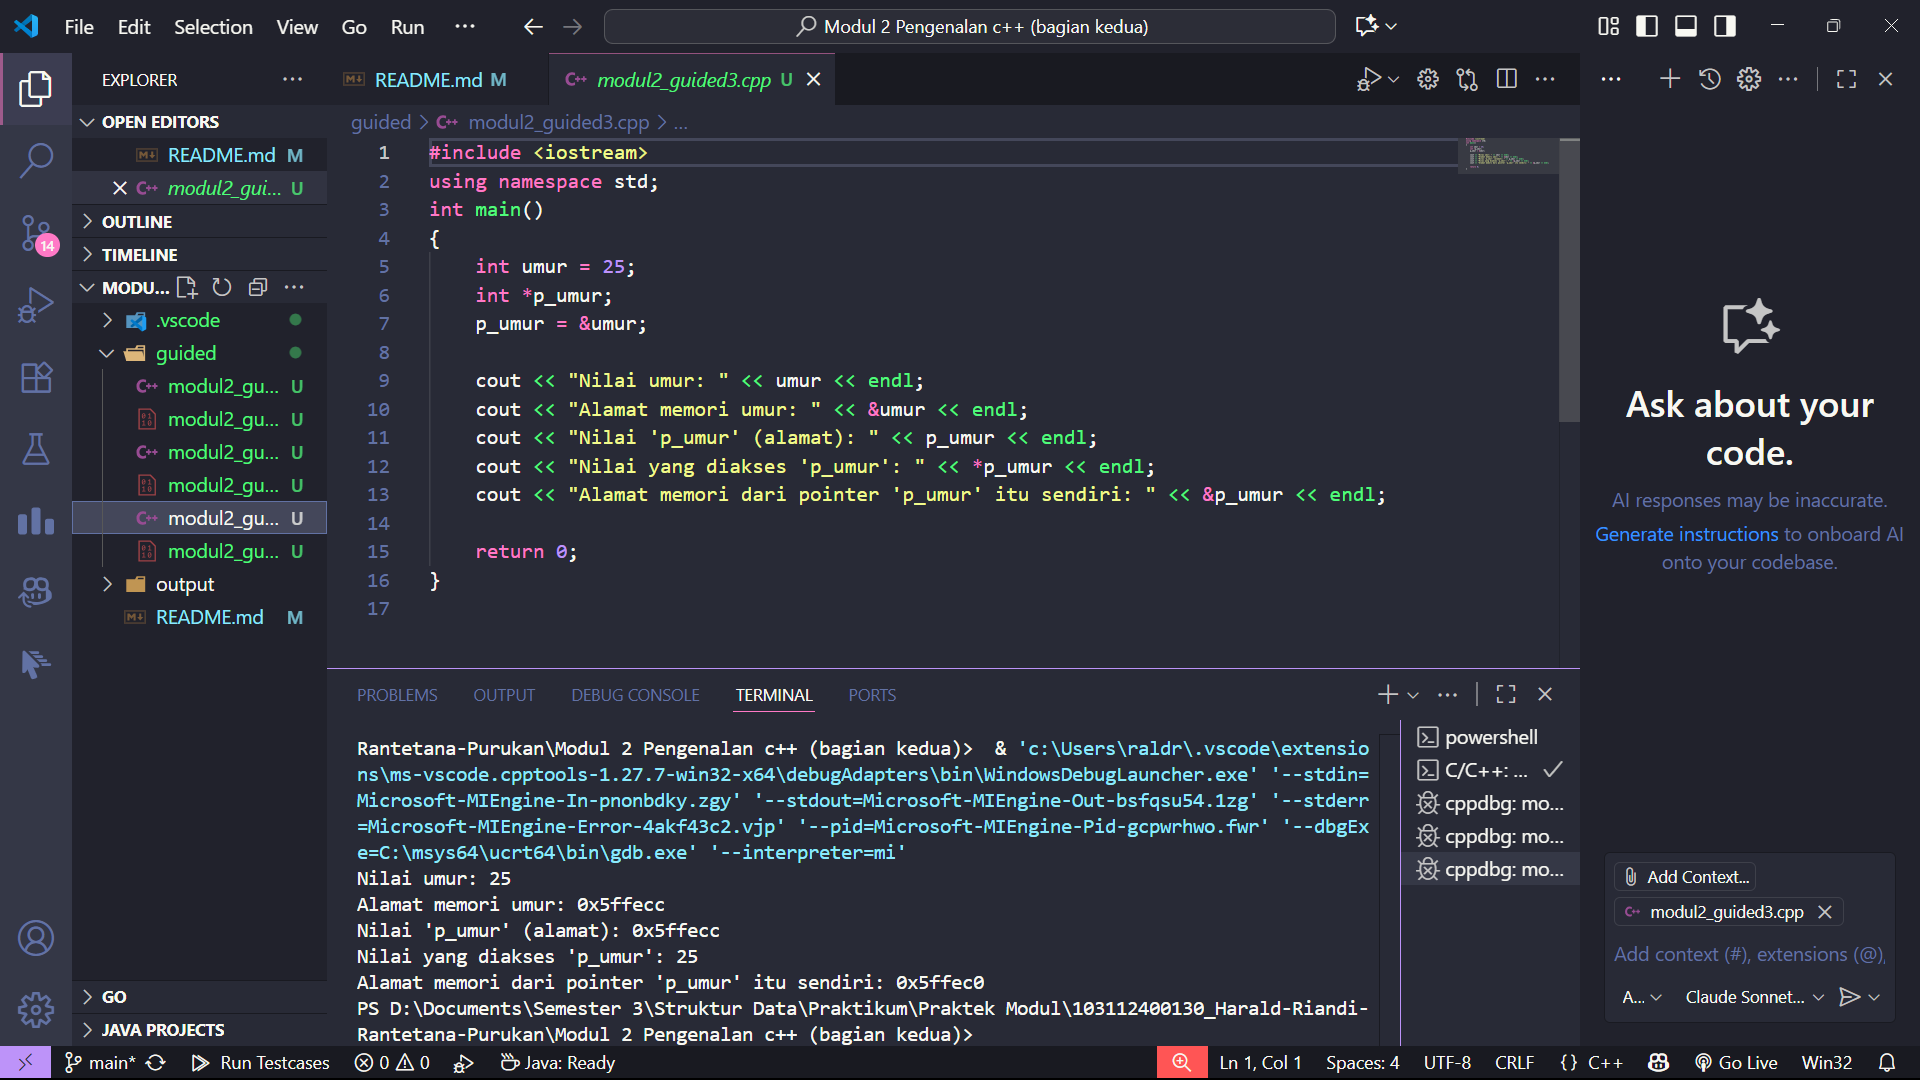 File Edit Selection View Go Run ···
Modul 2 Pengenalan c++ (bagian kedua)
EXPLORER
OPEN EDITORS
README.md M
modul2_gui... U
OUTLINE
TIMELINE
MODU...
.vscode
guided
modul2_gu... U
modul2_gu... U
modul2_gu... U
modul2_gu... U
modul2_gu... U
modul2_gu... U
output
README.md M
GO
JAVA PROJECTS
14
README.md M
modul2_guided3.cpp U
guided > modul2_guided3.cpp > ...
1 #include <iostream>
2 using namespace std;
3 int main()
4 {
5 int umur = 25;
6 int *p_umur;
7 p_umur = &umur;
8
9 cout << "Nilai umur: " << umur << endl;
10 cout << "Alamat memori umur: " << &umur << endl;
11 cout << "Nilai 'p_umur' (alamat): " << p_umur << endl;
12 cout << "Nilai yang diakses 'p_umur': " << *p_umur << endl;
13 cout << "Alamat memori dari pointer 'p_umur' itu sendiri: " << &p_umur << endl;
14
15 return 0;
16 }
17
PROBLEMS OUTPUT DEBUG CONSOLE TERMINAL PORTS
Rantetana-Purukan\Modul 2 Pengenalan c++ (bagian kedua)> & 'c:\Users\raldr\.vscode\extensio
ns\ms-vscode.cpptools-1.27.7-win32-x64\debugAdapters\bin\WindowsDebugLauncher.exe' '--stdin=
Microsoft-MIEngine-In-pnonbdky.zgy' '--stdout=Microsoft-MIEngine-Out-bsfqsu54.1zg' '--stderr
=Microsoft-MIEngine-Error-4akf43c2.vjp' '--pid=Microsoft-MIEngine-Pid-gcpwrhwo.fwr' '--dbgEx
e=C:\msys64\ucrt64\bin\gdb.exe' '--interpreter=mi'
Nilai umur: 25
Alamat memori umur: 0x5ffecc
Nilai 'p_umur' (alamat): 0x5ffecc
Nilai yang diakses 'p_umur': 25
Alamat memori dari pointer 'p_umur' itu sendiri: 0x5ffec0
PS D:\Documents\Semester 3\Struktur Data\Praktikum\Praktek Modul\103112400130_Harald-Riandi-
Rantetana-Purukan\Modul 2 Pengenalan c++ (bagian kedua)>
powershell
C/C++: ...
cppdbg: mo...
cppdbg: mo...
cppdbg: mo...
Ask about your
code.
AI responses may be inaccurate.
Generate instructions to onboard AI
onto your codebase.
Add Context...
modul2_guided3.cpp
Add context (#), extensions (@),
A... Claude Sonnet...
main* Run Testcases 0 0 Java: Ready Ln 1, Col 1 Spaces: 4 UTF-8 CRLF {} C++ Go Live Win32